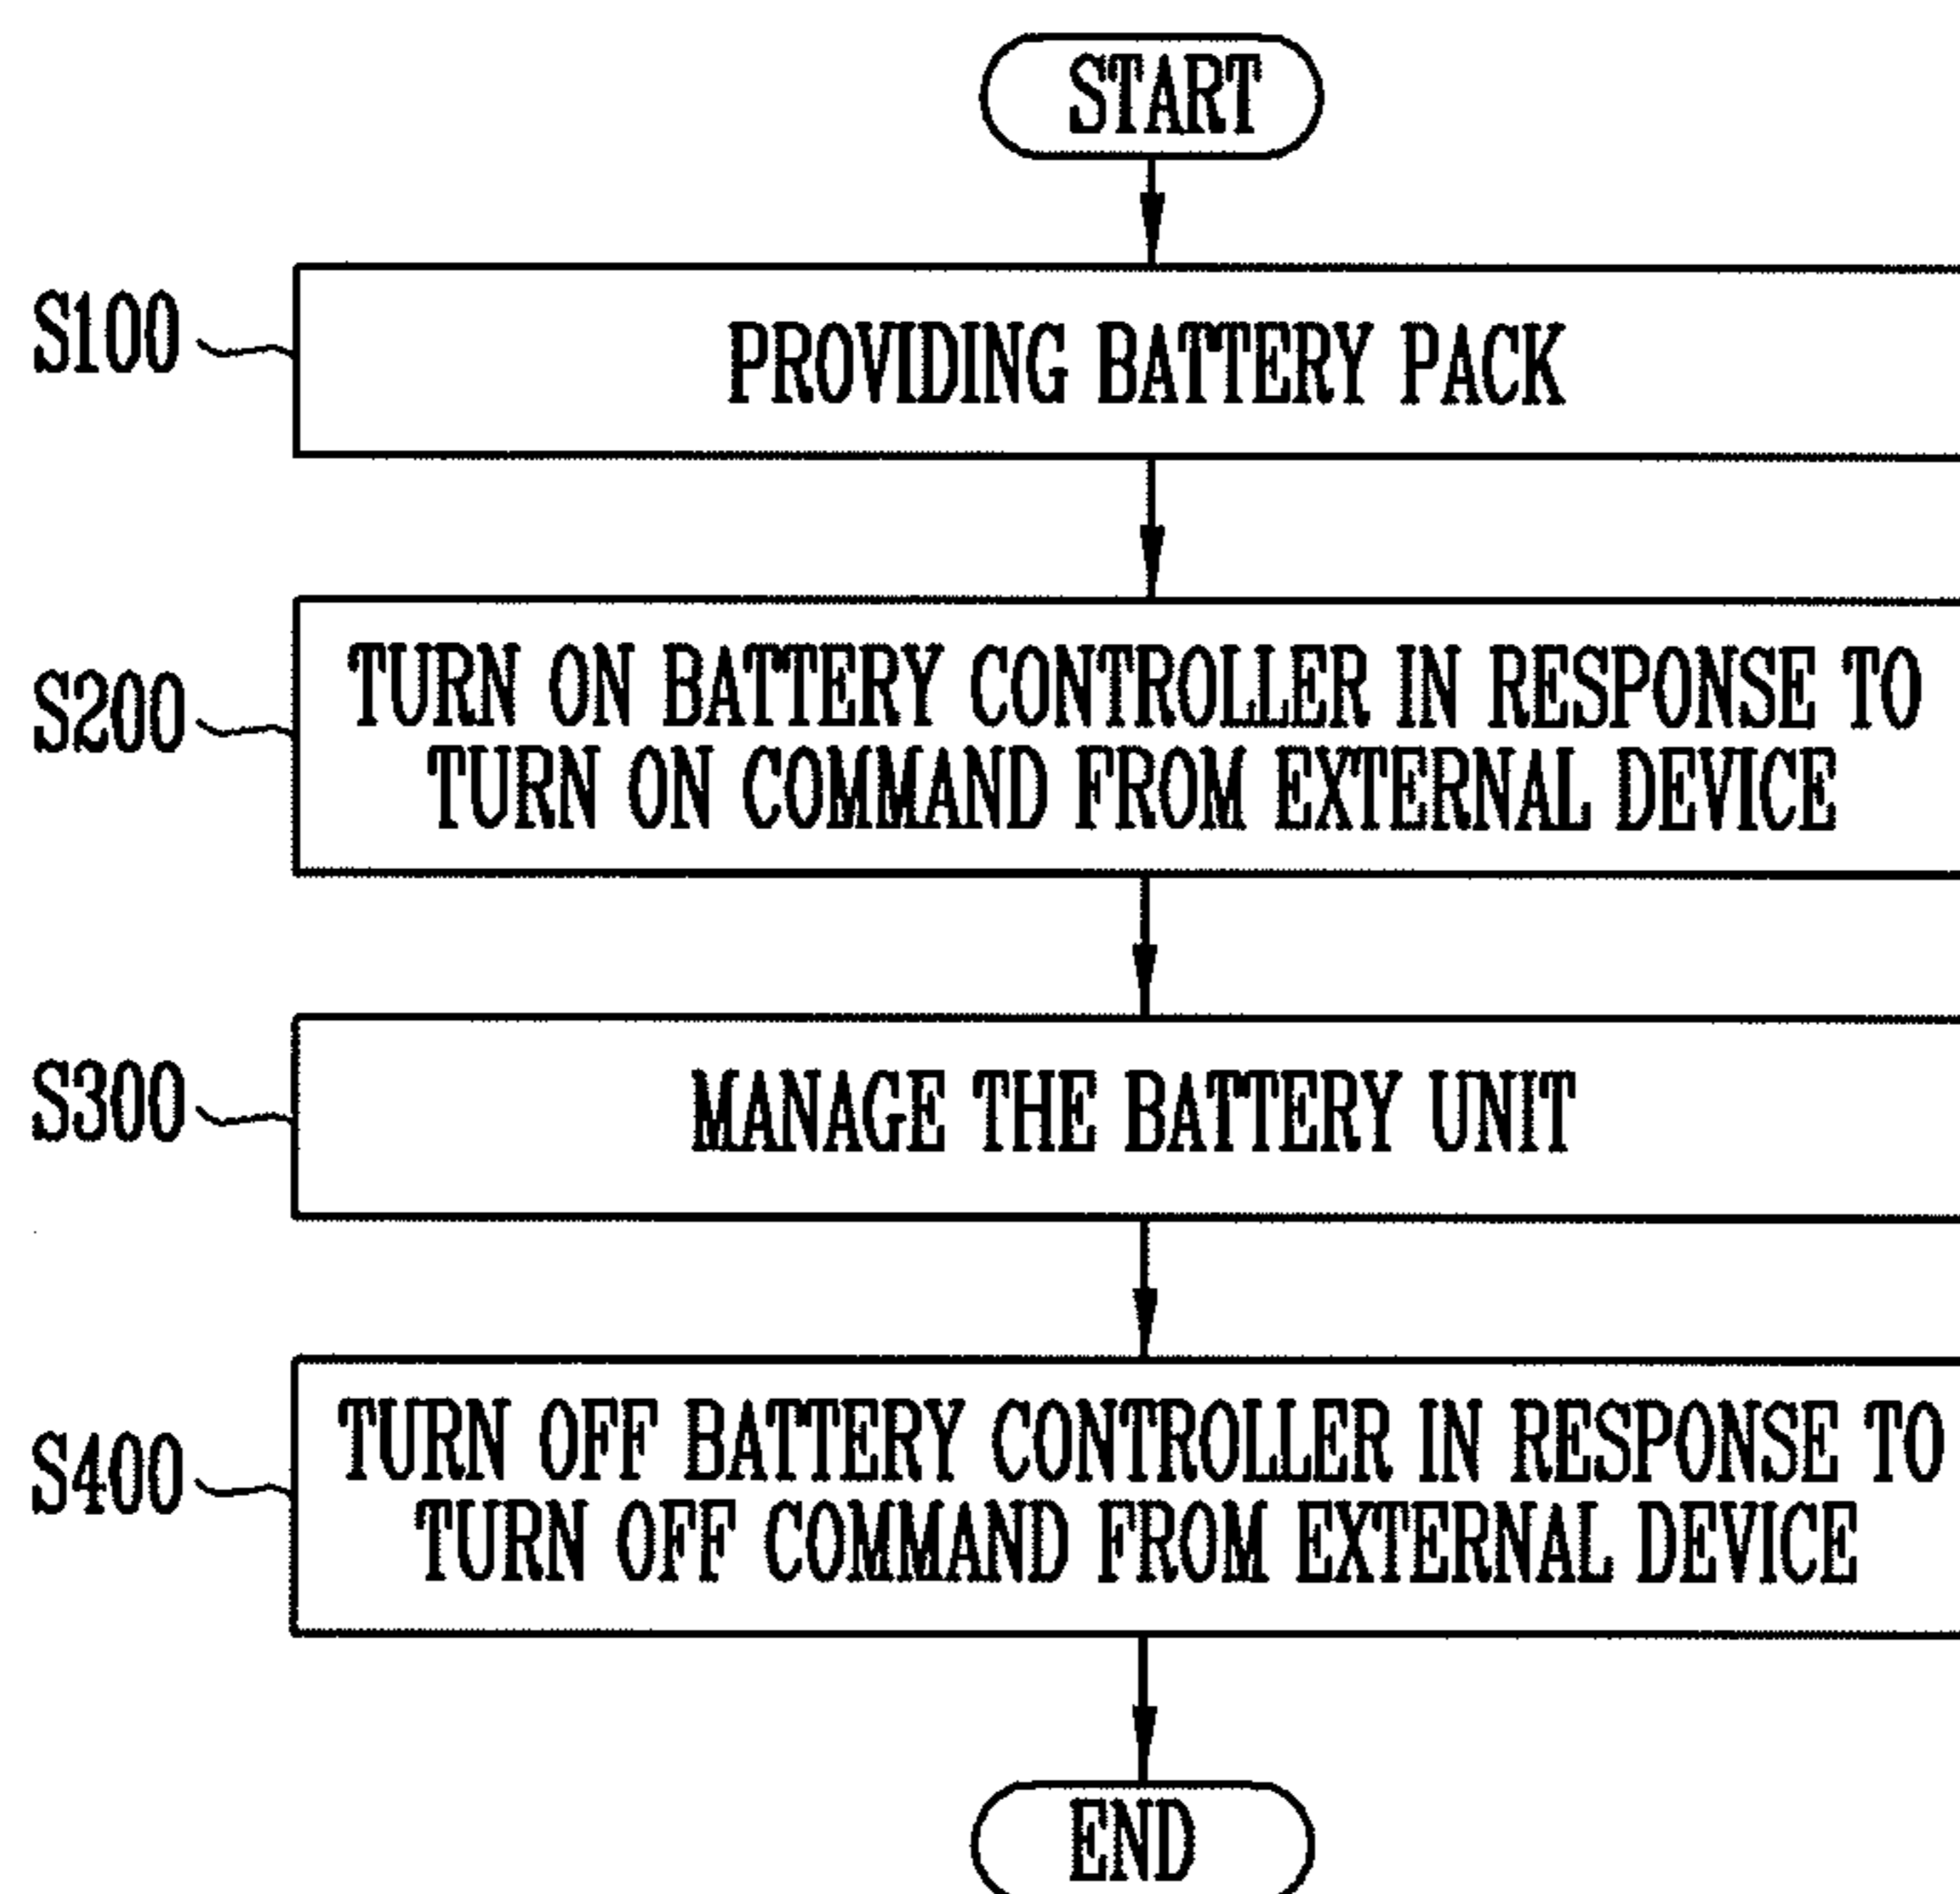 START
S100
PROVIDING BATTERY PACK
S200
TURN ON BATTERY CONTROLLER IN RESPONSE TO
TURN ON COMMAND FROM EXTERNAL DEVICE
S300
MANAGE THE BATTERY UNIT
S400
TURN OFF BATTERY CONTROLLER IN RESPONSE TO
TURN OFF COMMAND FROM EXTERNAL DEVICE
END